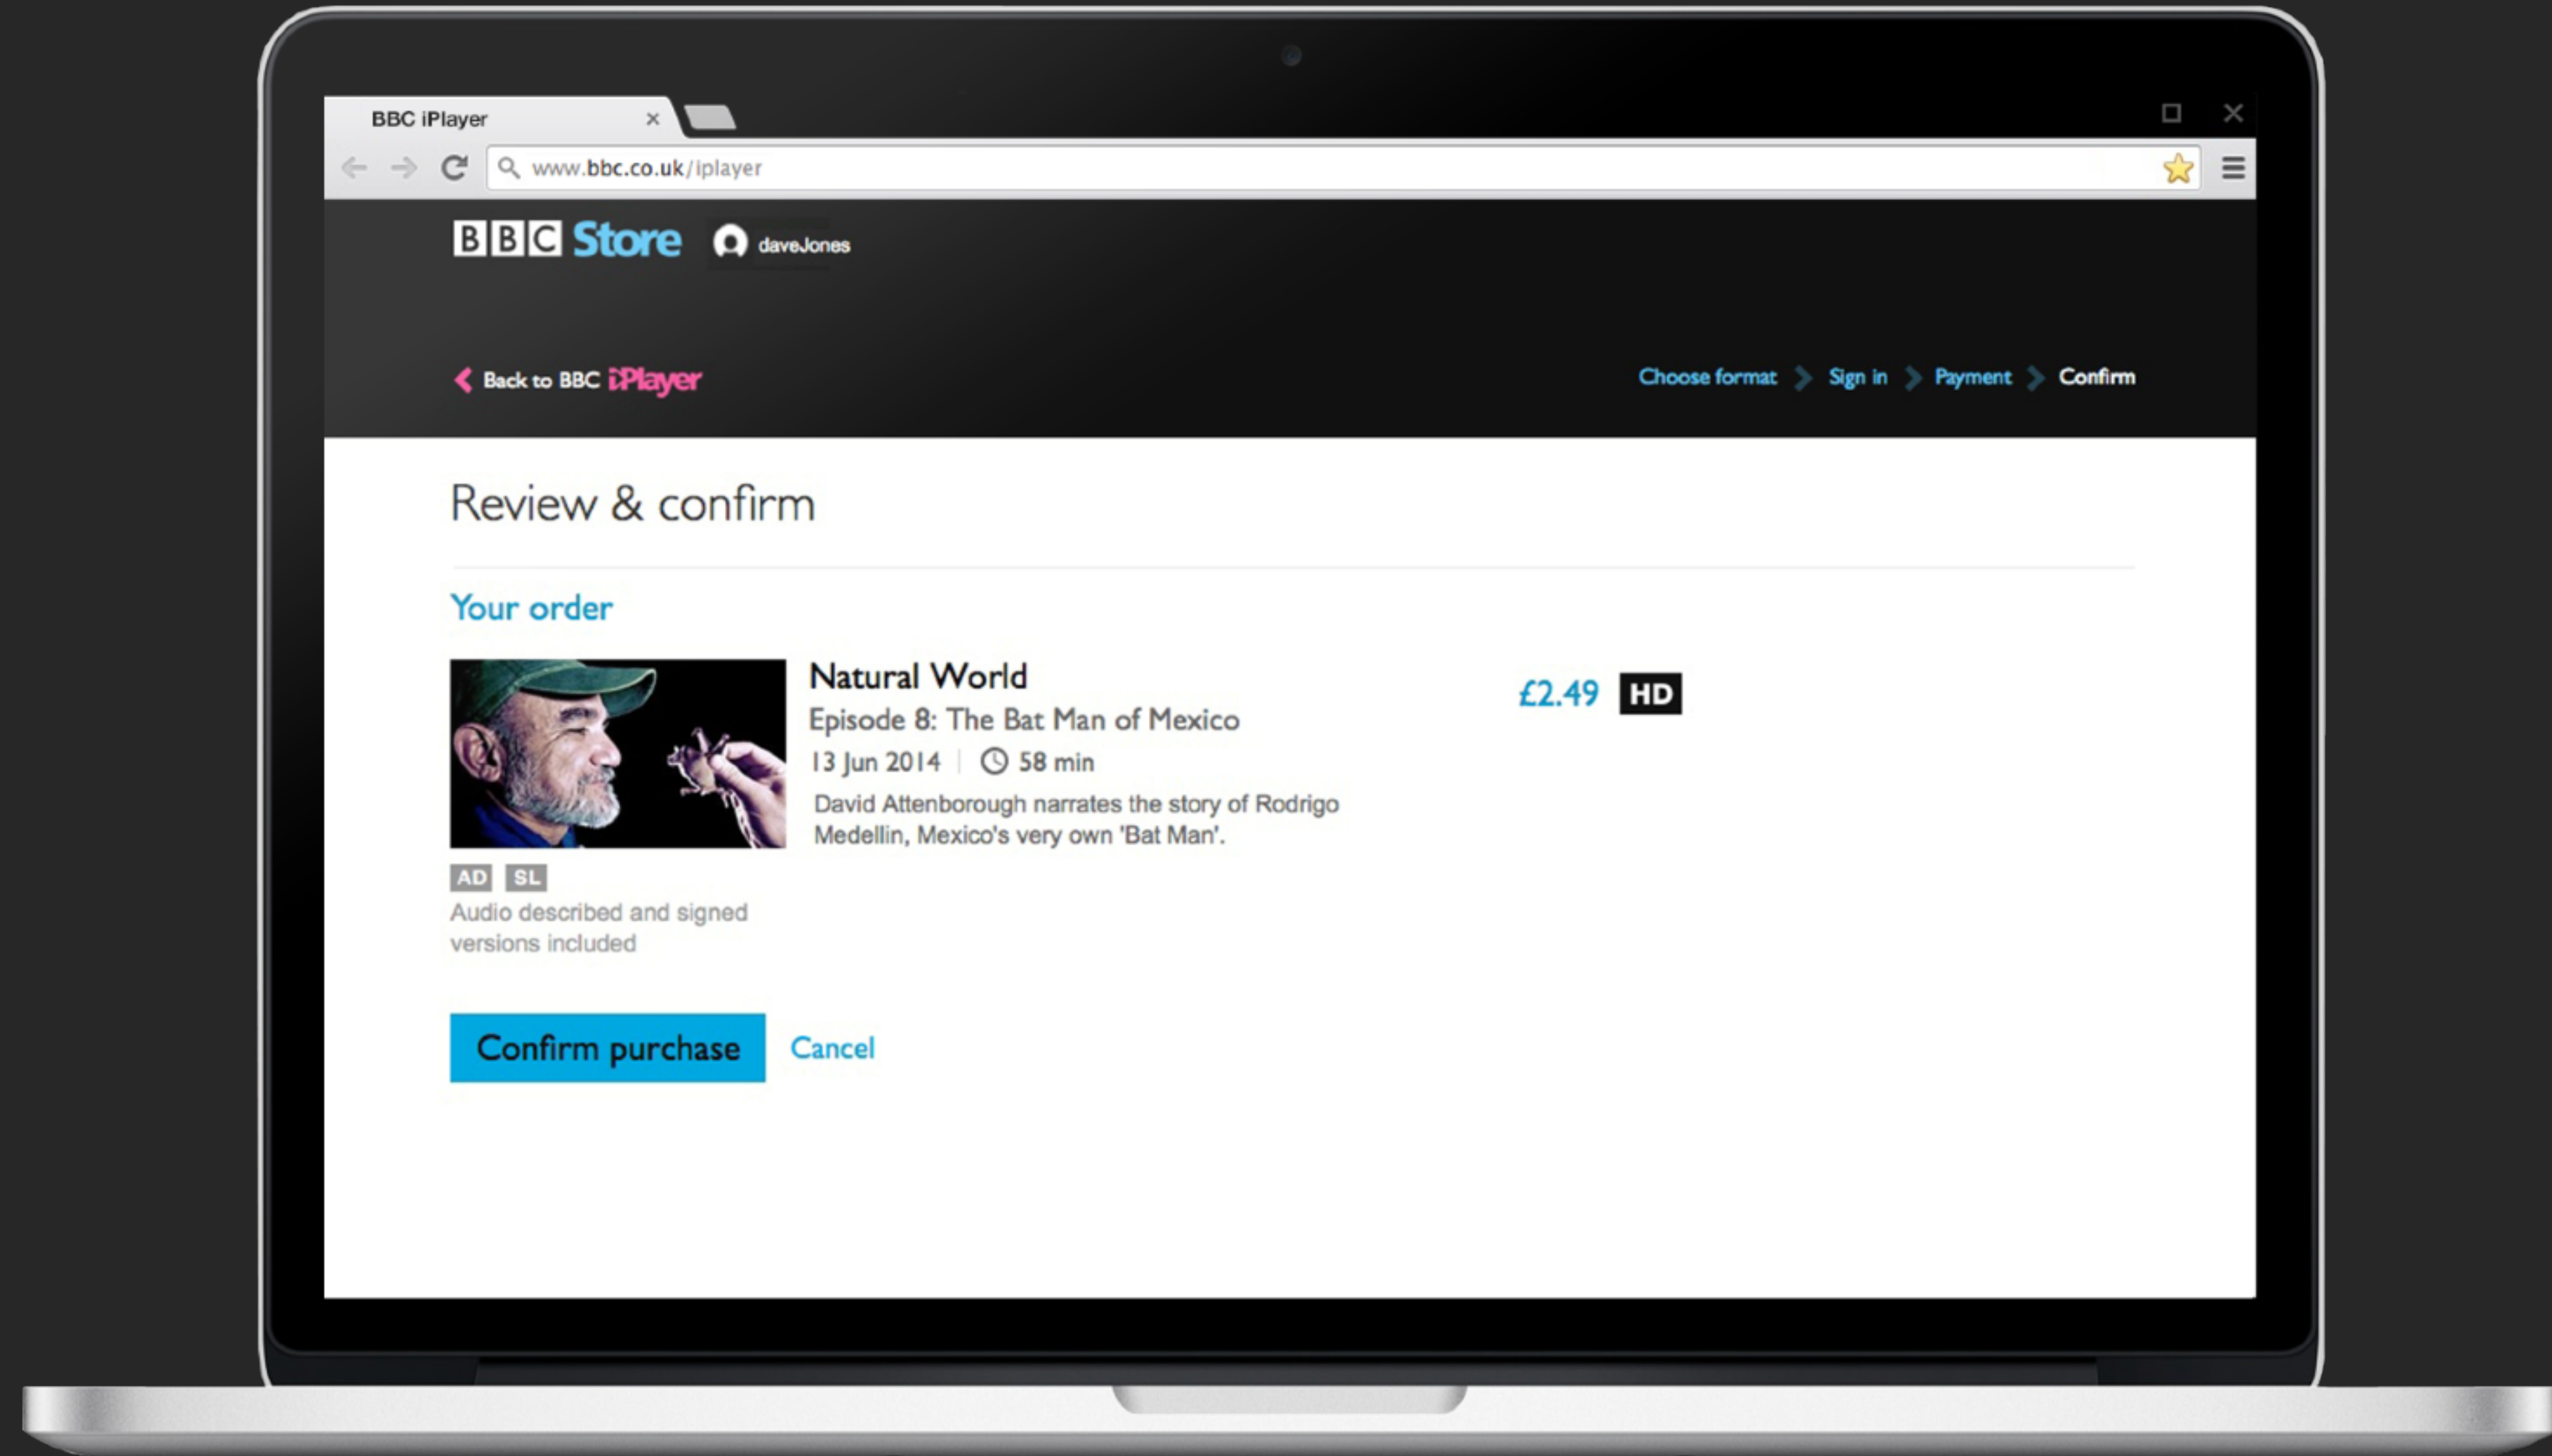 BBC iPlayer
www.bbc.co.uk/iplayer
BBC Store daveJones
Back to BBC iPlayer
Choose format Sign in Payment Confirm
Review & confirm
Your order
Natural World
Episode 8: The Bat Man of Mexico
13 Jun 2014 58 min
David Attenborough narrates the story of Rodrigo
Medellin, Mexico's very own 'Bat Man'.
£2.49 HD
AD SL
Audio described and signed
versions included
Confirm purchase Cancel